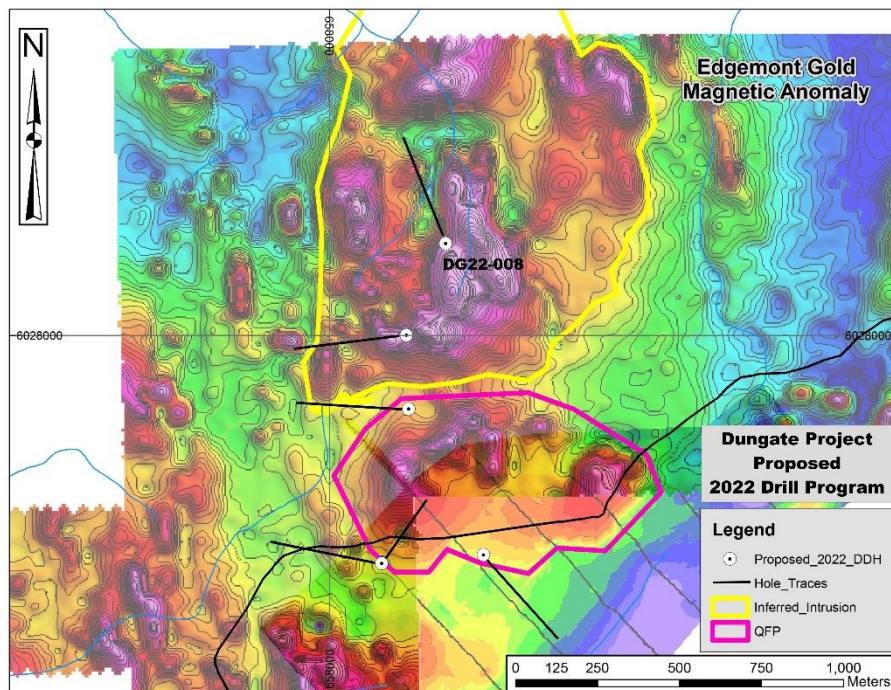 N
658000
Edgemont Gold
Magnetic Anomaly
DG22-008
6028000
6028000
Dungate Project
Proposed
2022 Drill Program
Legend
Proposed_2022_DDH
Hole_Traces
Inferred_Intrusion
QFP
658000
0 125 250 500 750 1,000
Meters